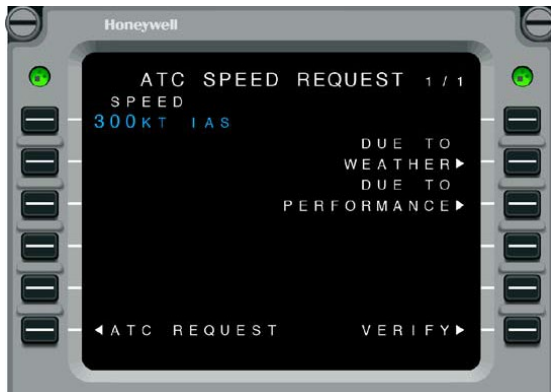 Honeywell
ATC SPEED REQUEST 1/1
SPEED
300KT IAS
DUE TO
WEATHER▶
DUE TO
PERFORMANCE▶
◀ATC REQUEST VERIFY▶